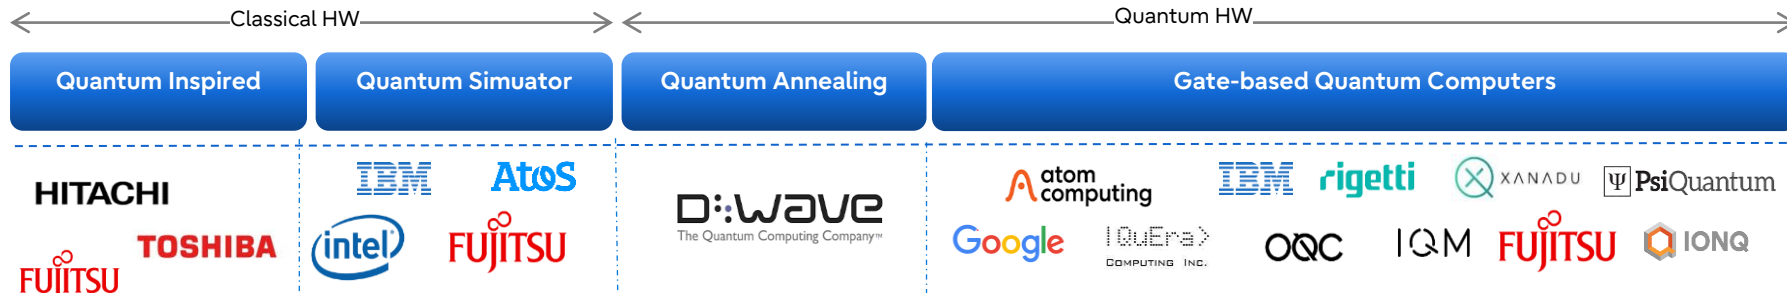 Classical HW
Quantum HW
Quantum Inspired
Quantum Simuator
Quantum Annealing
Gate-based Quantum Computers
HITACHI
TOSHIBA
FUJITSU
IBM
Atos
intel
FUJITSU
D:wave
The Quantum Computing Company™
atom
computing
IBM
rigetti
XANADU
Ψ PsiQuantum
Google
|QuEra>
COMPUTING INC.
OQC
IQM
FUJITSU
IONQ